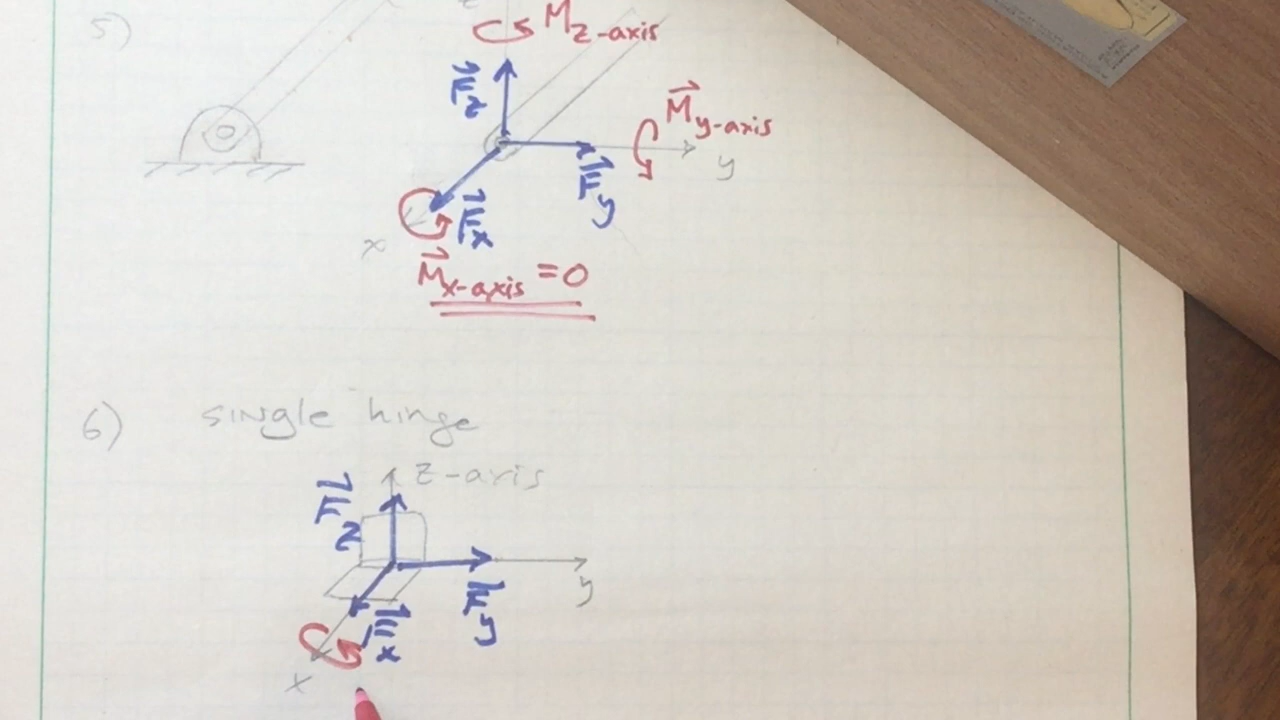 5)
z
M z-axis
F z
M y-axis
y
F y
F x
x
M x-axis = 0
6) single hinge
z-axis
F z
y
F y
F x
x